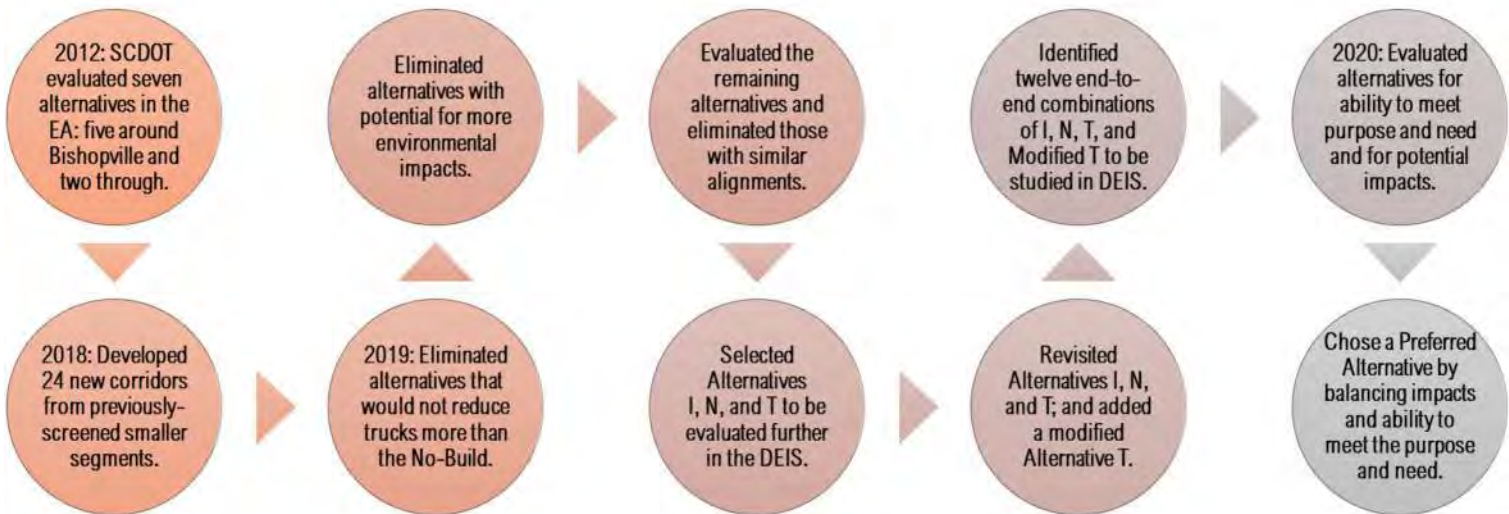 2012: SCDOT
evaluated seven
alternatives in the
EA: five around
Bishopville and
two through.
2018: Developed
24 new corridors
from previously-
screened smaller
segments.
2019: Eliminated
alternatives that
would not reduce
trucks more than
the No-Build.
Eliminated
alternatives with
potential for more
environmental
impacts.
Evaluated the
remaining
alternatives and
eliminated those
with similar
alignments.
Selected
Alternatives
I, N, and T to be
evaluated further
in the DEIS.
Revisited
Alternatives I, N,
and T; and added
a modified
Alternative T.
Identified
twelve end-to-
end combinations
of I, N, T, and
Modified T to be
studied in DEIS.
2020: Evaluated
alternatives for
ability to meet
purpose and need
and for potential
impacts.
Chose a Preferred
Alternative by
balancing impacts
and ability to
meet the purpose
and need.